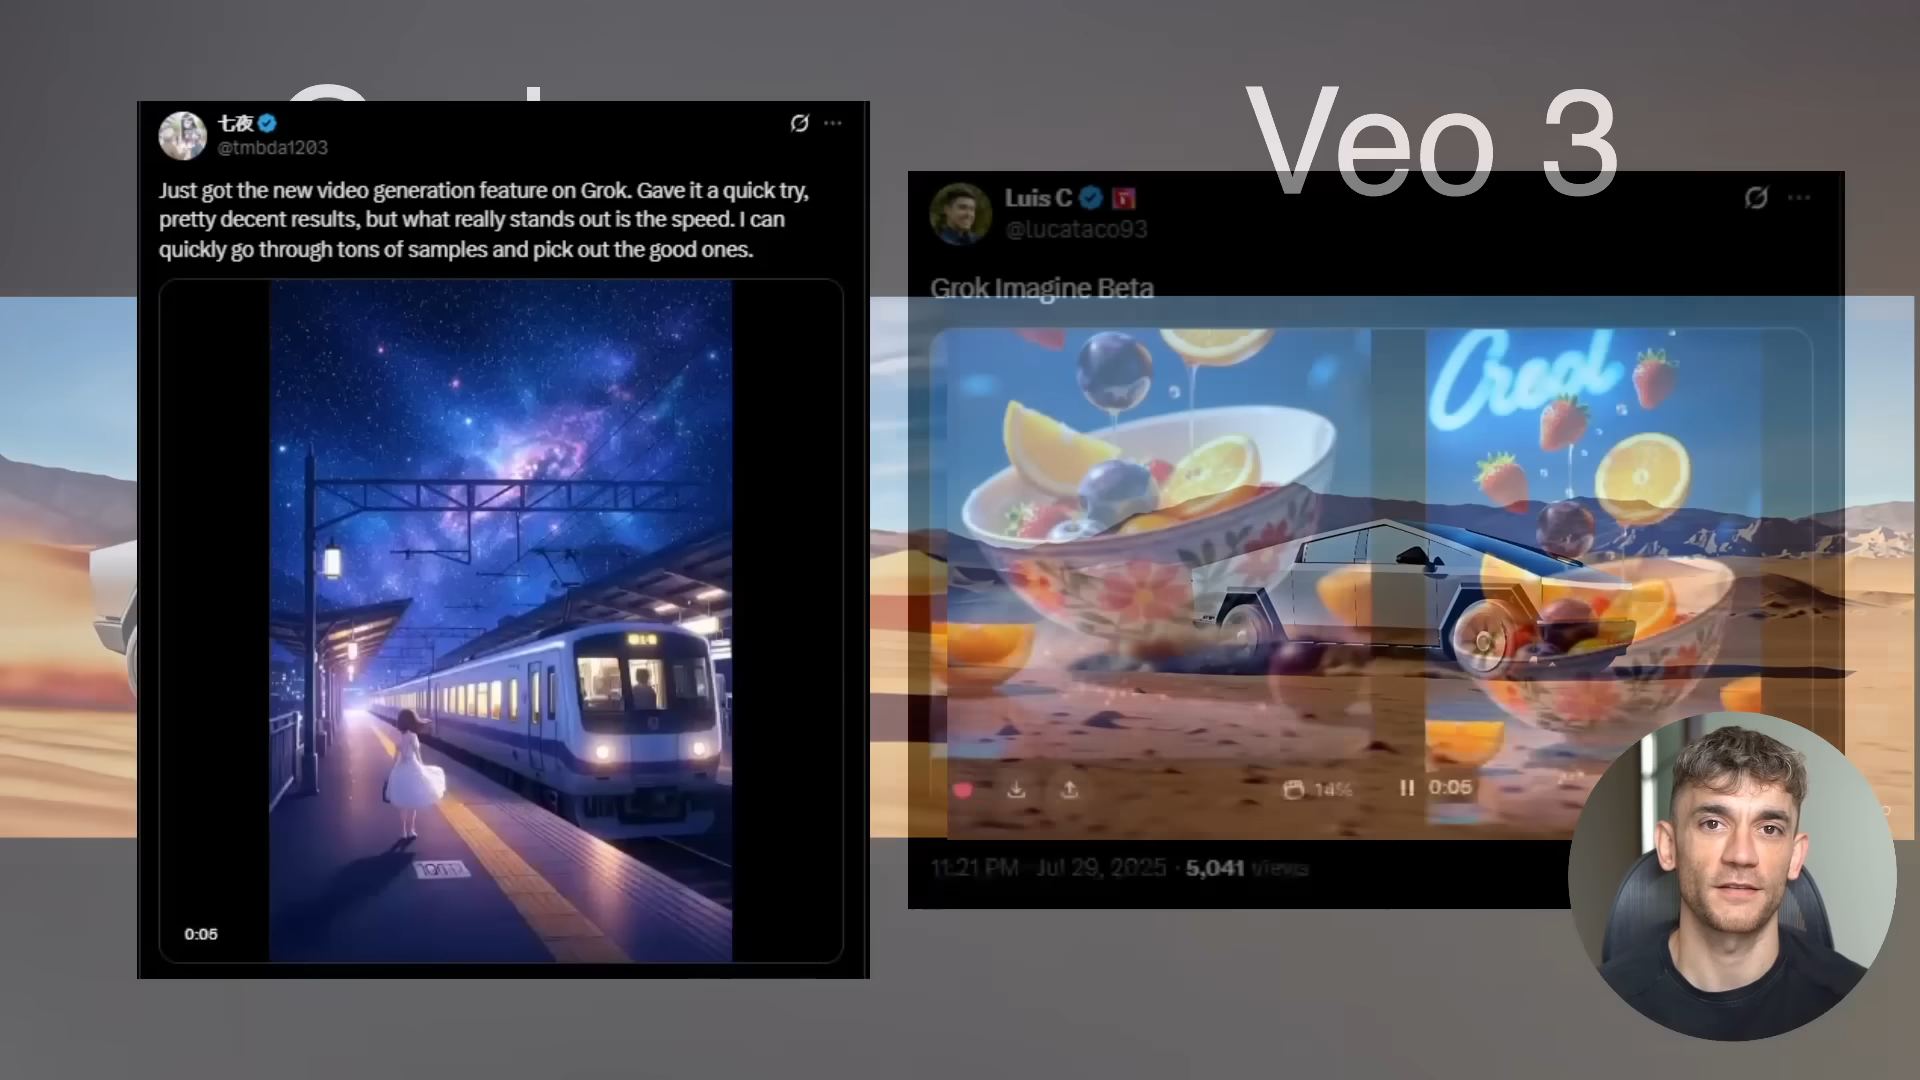 Veo 3
七夜
@tmbda1203
Just got the new video generation feature on Grok. Gave it a quick try,
pretty decent results, but what really stands out is the speed. I can
quickly go through tons of samples and pick out the good ones.
0:05
Luis C
@lucataco93
Grok Imagine Beta
14%
0:05
11:21 PM · Jul 29, 2025 · 5,041 views